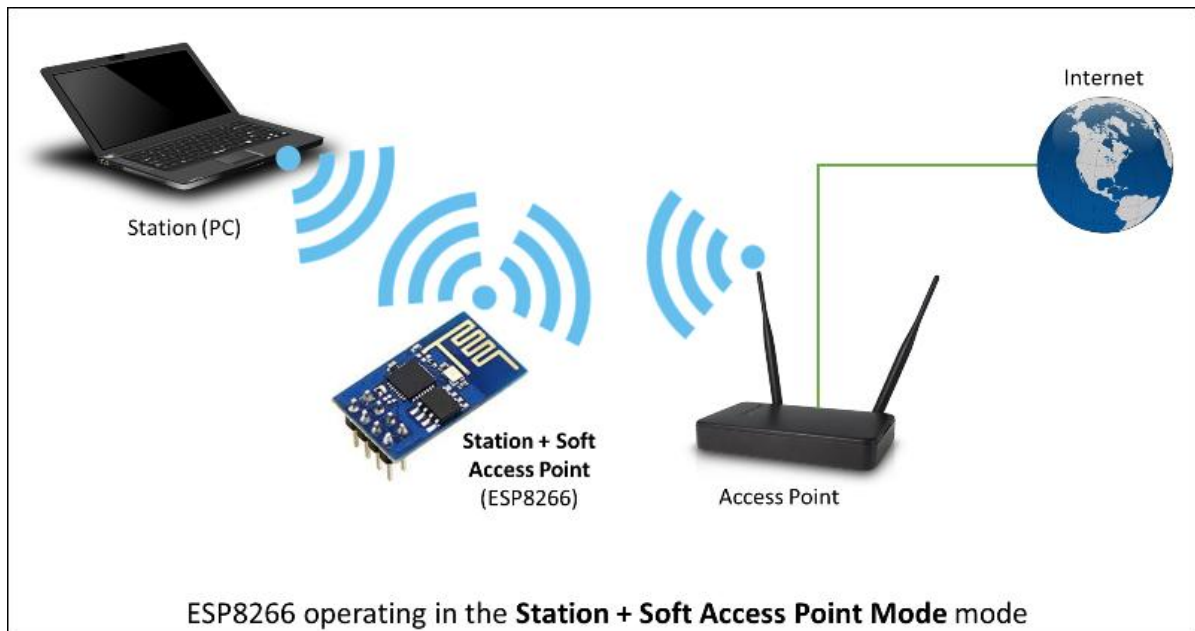 Internet
Station (PC)
Station + Soft
Access Point
(ESP8266)
Access Point
ESP8266 operating in the Station + Soft Access Point Mode mode